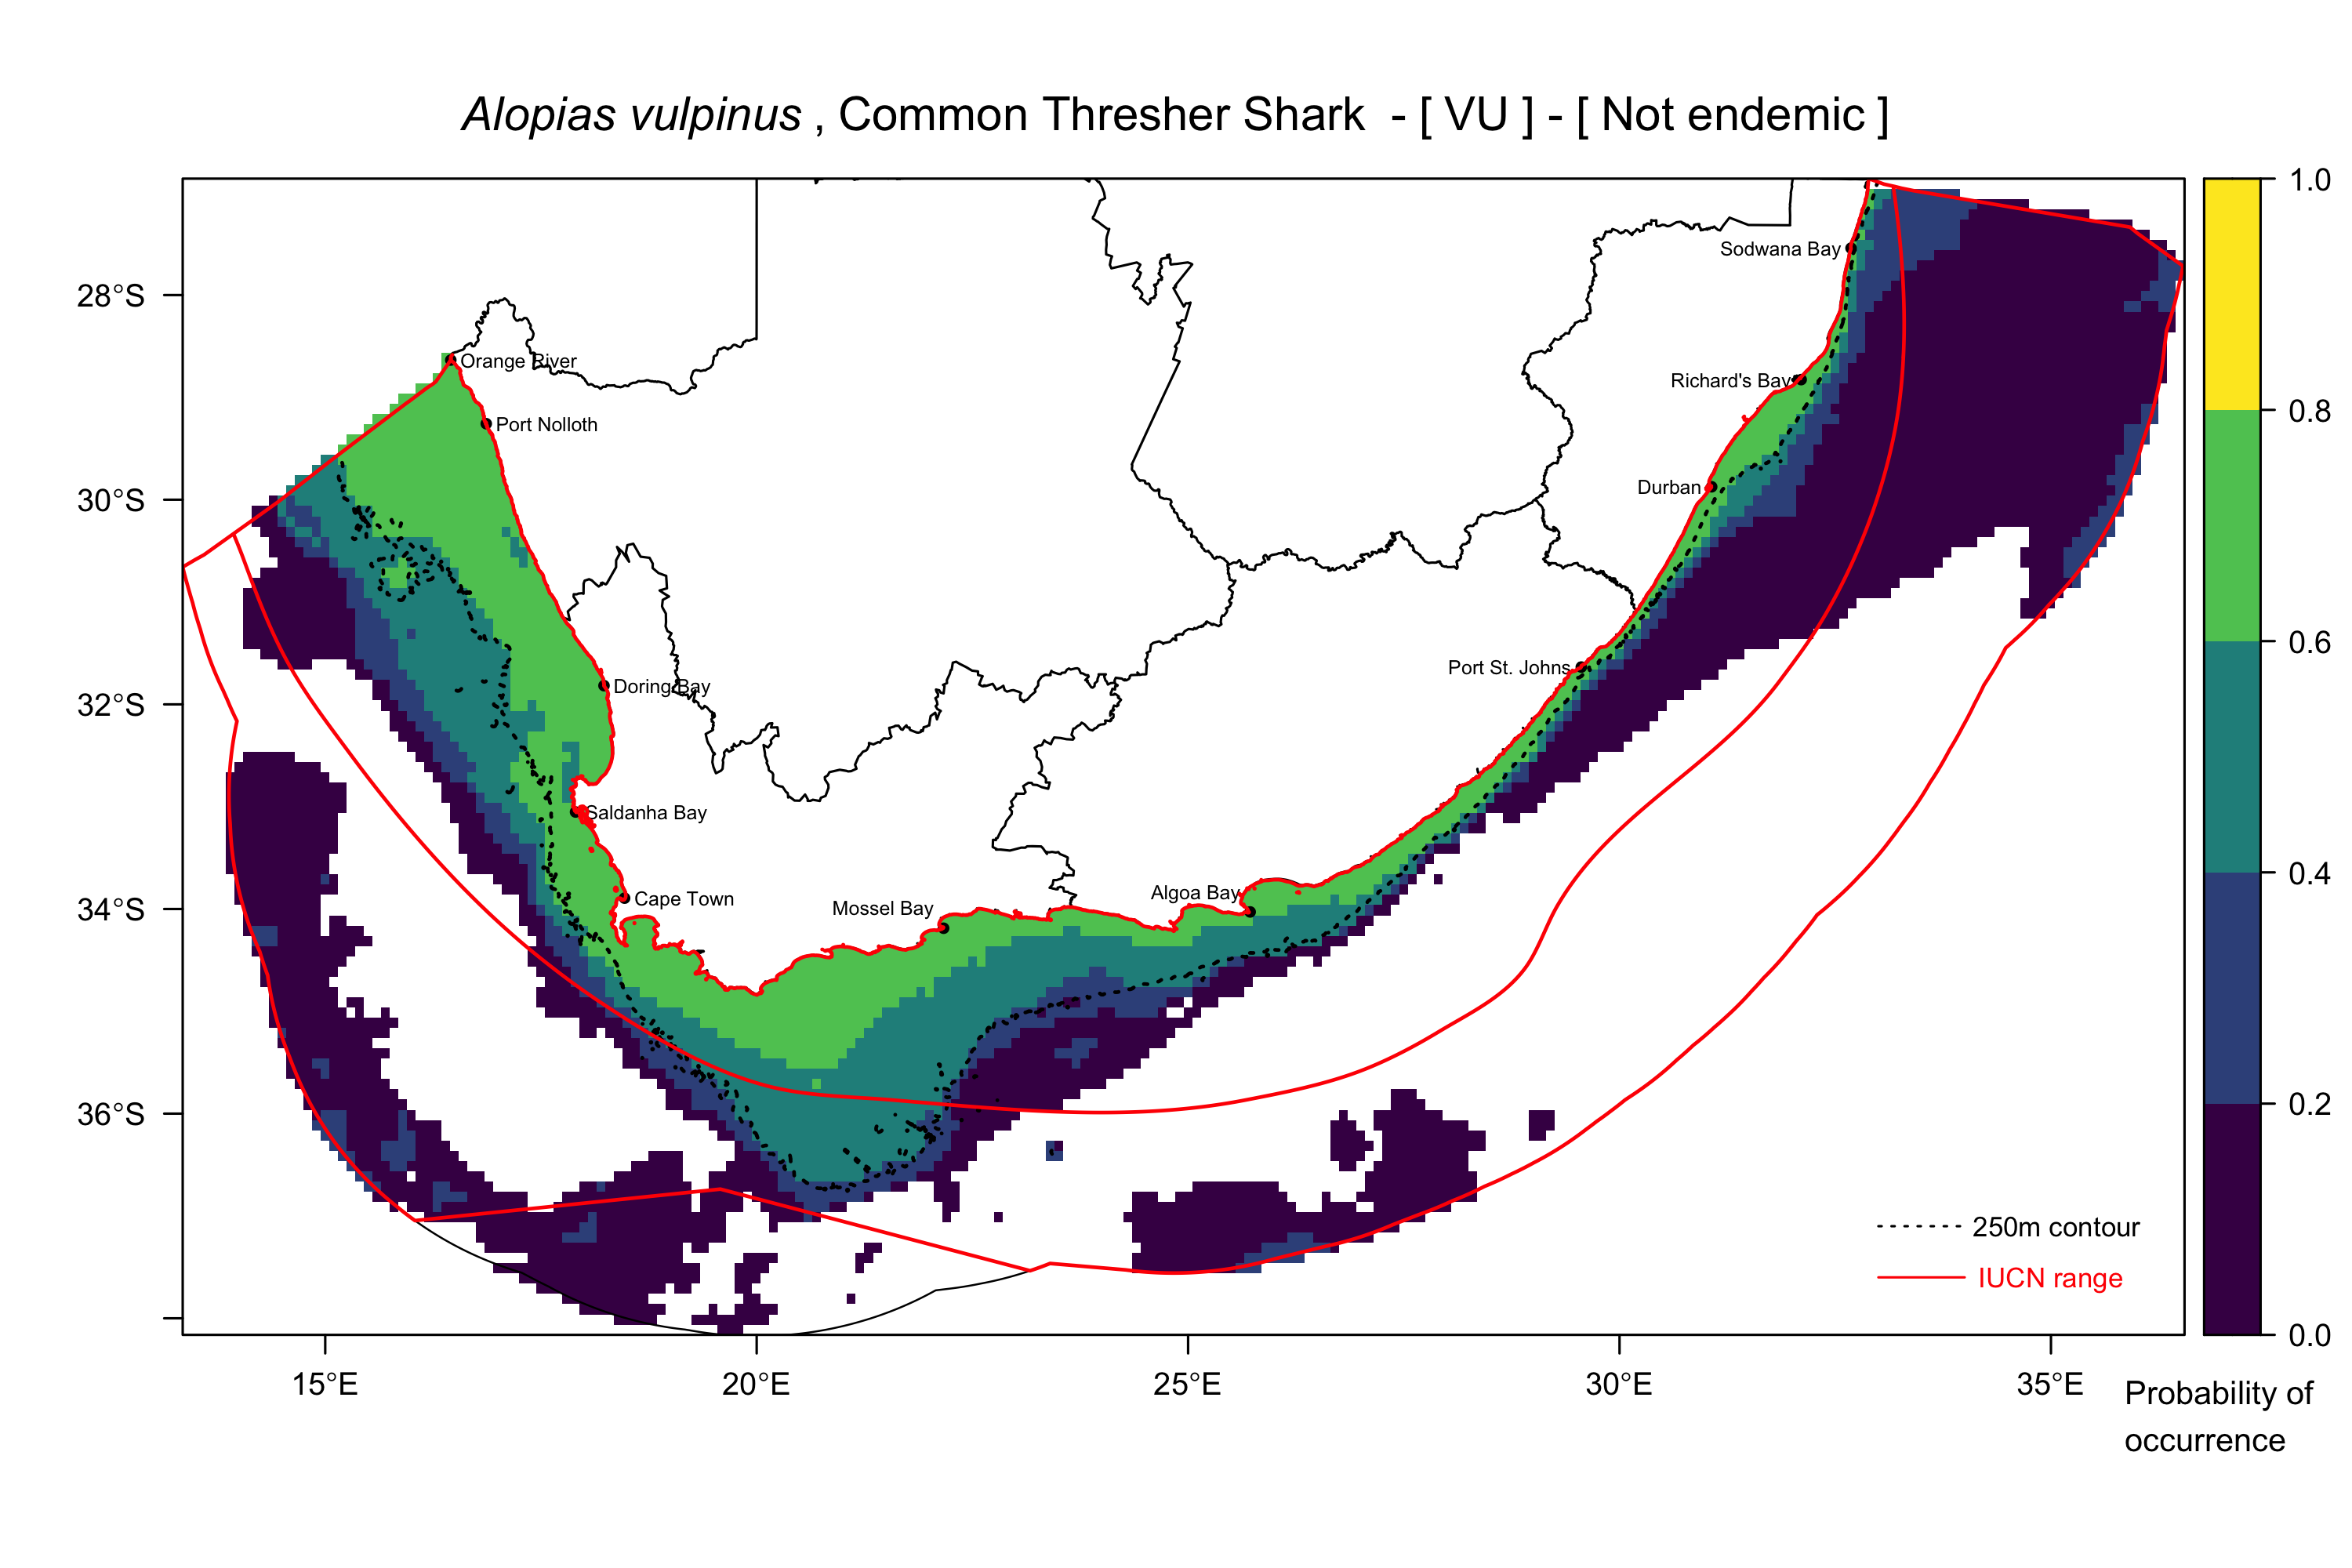 Alopias vulpinus , Common Thresher Shark - [ VU ] - [ Not endemic ]
1.0
Sodwana Bay
28°S
Orange River
Richard's Bay
0.8
Port Nolloth
Durban
30°S
0.6
Port St. Johns
Doring Bay
32°S
Saldanha Bay
0.4
Algoa Bay
Cape Town
Mossel Bay
34°S
0.2
36°S
250m contour
IUCN range
0.0
15°E
20°E
25°E
30°E
35°E
Probability of
occurrence